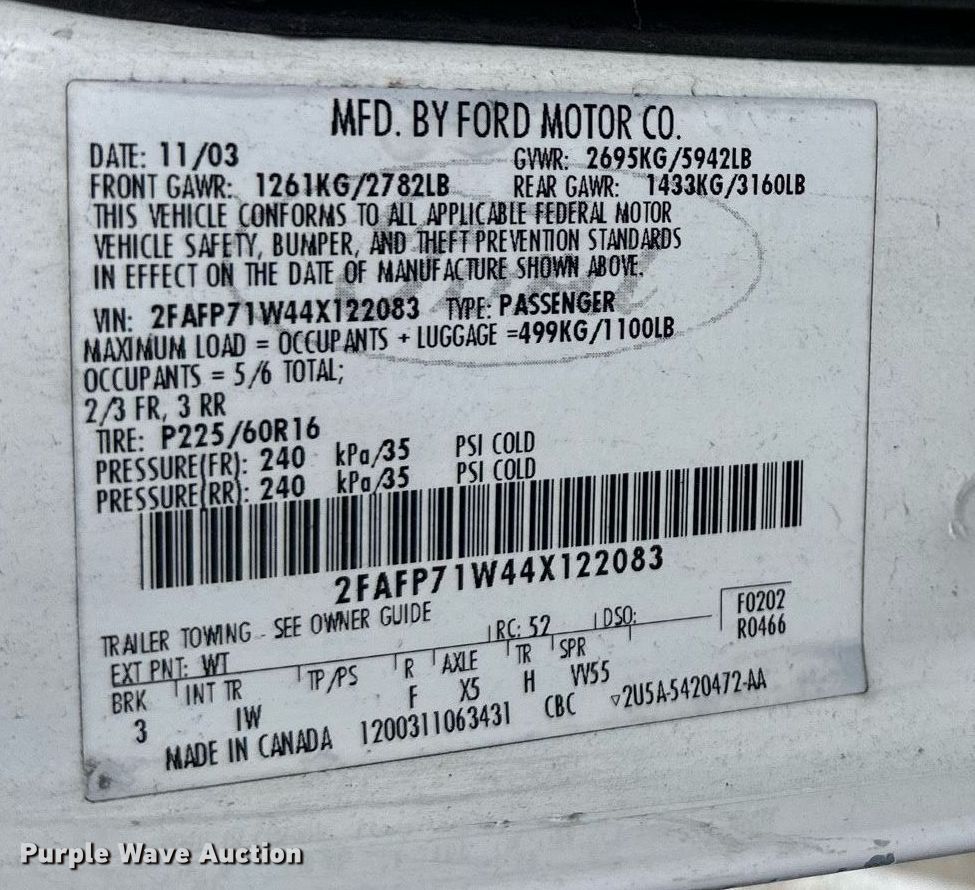 MFD. BY FORD MOTOR CO.
DATE: 11/03 GVWR: 2695KG/5942LB
FRONT GAWR: 1261KG/2782LB REAR GAWR: 1433KG/3160LB
THIS VEHICLE CONFORMS TO ALL APPLICABLE FEDERAL MOTOR
VEHICLE SAFETY, BUMPER, AND THEFT PREVENTION STANDARDS
IN EFFECT ON THE DATE OF MANUFACTURE SHOWN ABOVE.
VIN: 2FAFP71W44X122083 TYPE: PASSENGER
MAXIMUM LOAD = OCCUPANTS + LUGGAGE =499KG/1100LB
OCCUPANTS = 5/6 TOTAL;
2/3 FR, 3 RR
TIRE: P225/60R16
PRESSURE(FR): 240 kPa/35 PSI COLD
PRESSURE(RR): 240 kPa/35 PSI COLD
2FAFP71W44X122083
TRAILER TOWING - SEE OWNER GUIDE
EXT PNT: WT RC: 52 DSO: F0202
R0466
BRK INT TR TP/PS R AXLE TR SPR
3 IW F X5 H VV55
MADE IN CANADA 1200311063431 CBC ▽2U5A-5420472-AA
Purple Wave Auction